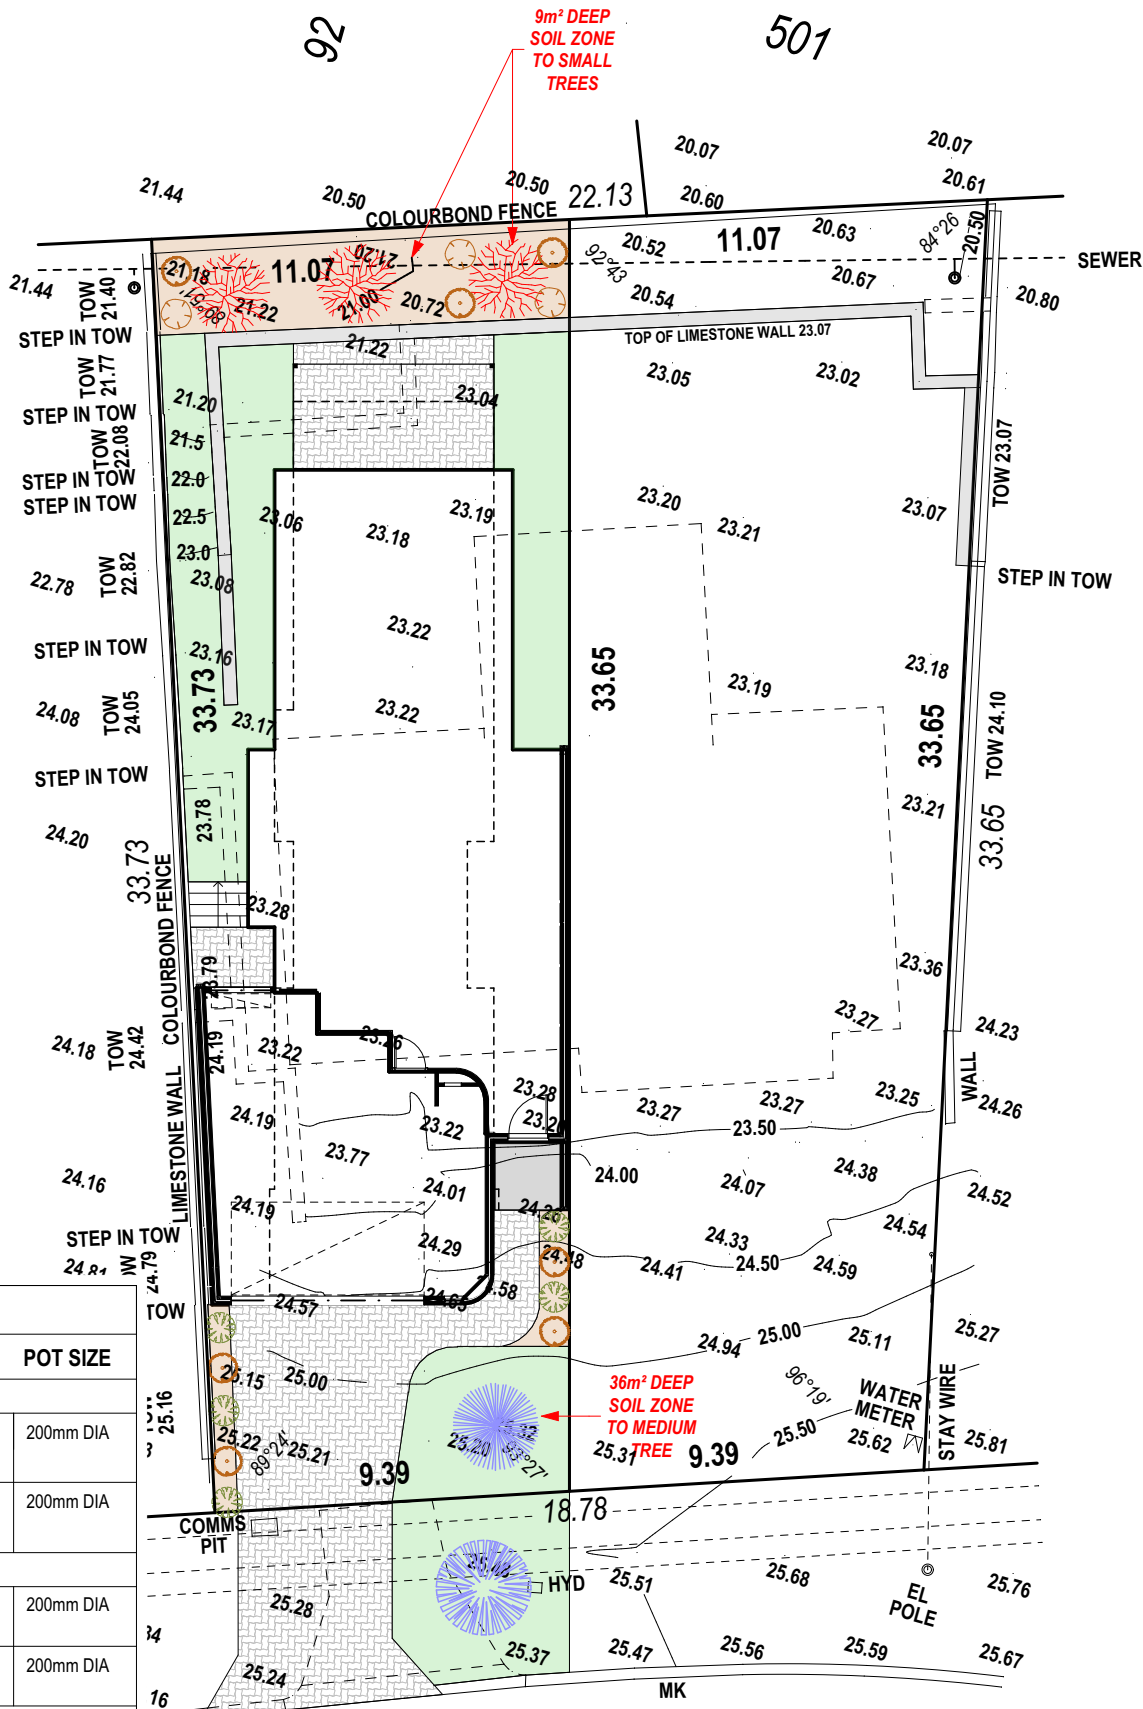 92
9m² DEEP
SOIL ZONE
TO SMALL
TREES
501
20.07
20.07
21.44
20.50
20.50
22.13
20.60
20.61
COLOURBOND FENCE
20.52
11.07
20.63
84°26
20.50
SEWER
21.44
TOW
21.40
21.18
11.07
21.20
92°43
20.67
20.80
21.22
21.00
20.72
20.54
STEP IN TOW
21.22
TOP OF LIMESTONE WALL 23.07
TOW
21.77
23.05
23.02
21.20
23.04
STEP IN TOW
TOW
22.08
21.5
TOW 23.07
STEP IN TOW
22.0
STEP IN TOW
22.5
23.06
23.18
23.19
23.20
23.21
23.07
23.0
TOW
22.82
22.78
23.08
STEP IN TOW
23.22
STEP IN TOW
23.16
33.73
33.65
23.18
23.19
24.08
TOW
24.05
23.17
23.22
33.65
TOW 24.10
STEP IN TOW
23.78
23.21
24.20
33.73
33.65
LIMESTONE WALL
COLOURBOND FENCE
23.28
23.79
23.36
24.18
TOW
24.42
24.19
23.22
23.26
23.27
24.23
WALL
24.19
23.28
23.22
23.27
23.27
23.25
24.26
23.50
23.77
24.16
24.01
24.00
24.07
24.38
24.52
24.19
STEP IN TOW
24.29
24.48
24.33
24.54
24.41
24.50
24.59
24.79
24.57
TOW
24.94
25.00
25.11
25.27
POT SIZE
25.15
25.00
36m² DEEP
SOIL ZONE
TO MEDIUM
TREE
96°19'
WATER
METER
STAY WIRE
200mm DIA
25.16
25.22
89°24'
25.21
25.20
93°27'
25.31
9.39
25.50
25.62
25.81
9.39
200mm DIA
18.78
COMMS
PIT
HYD
25.51
25.68
EL
POLE
25.76
200mm DIA
25.28
25.37
25.47
25.56
25.59
25.67
200mm DIA
25.24
16
MK